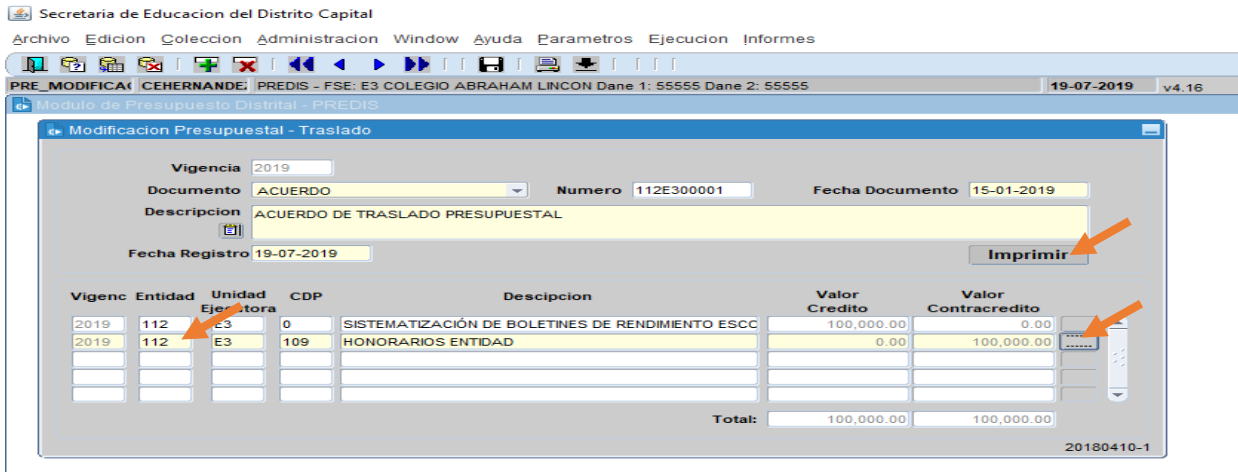 Secretaria de Educacion del Distrito Capital
Archivo Edicion Coleccion Administracion Window Ayuda Parametros Ejecucion Informes
PRE_MODIFICA( CEHERNANDE; PREDIS - FSE: E3 COLEGIO ABRAHAM LINCON Dane 1: 55555 Dane 2: 55555 19-07-2019 v4.16
Modulo de Presupuesto Distrital - PREDIS
Modificacion Presupuestal - Traslado
Vigencia 2019
Documento ACUERDO Numero 112E300001 Fecha Documento 15-01-2019
Descripcion ACUERDO DE TRASLADO PRESUPUESTAL
Fecha Registro 19-07-2019 Imprimir
Vigenc Entidad Unidad Ejecutora CDP Descipcion Valor Credito Valor Contracredito
2019 112 E3 0 SISTEMATIZACIÓN DE BOLETINES DE RENDIMIENTO ESCC 100,000.00 0.00
2019 112 E3 109 HONORARIOS ENTIDAD 0.00 100,000.00
Total: 100,000.00 100,000.00
20180410-1